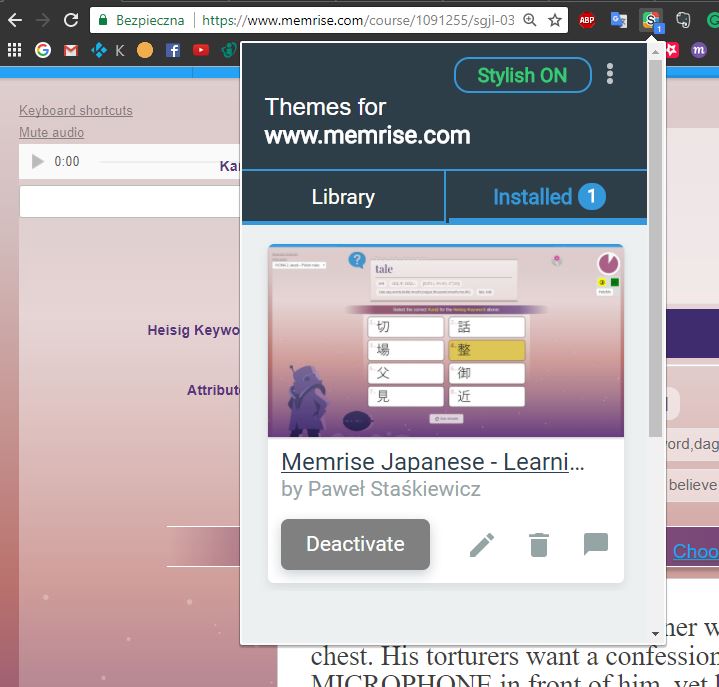 Bezpieczna | https://www.memrise.com/course/1091255/sgjl-03
ABP
S
1
G
M
K
f
m
Keyboard shortcuts
Mute audio
0:00
Stylish ON
Themes for
www.memrise.com
Library
Installed 1
?
tale
切
話
場
整
父
御
見
近
Memrise Japanese - Learni...
by Paweł Staśkiewicz
Deactivate
Heisig Keywo
Attribut
ord,dag
believe
Choo
ner w
chest. His torturers want a confession
MICROPHONE in front of him, yet l